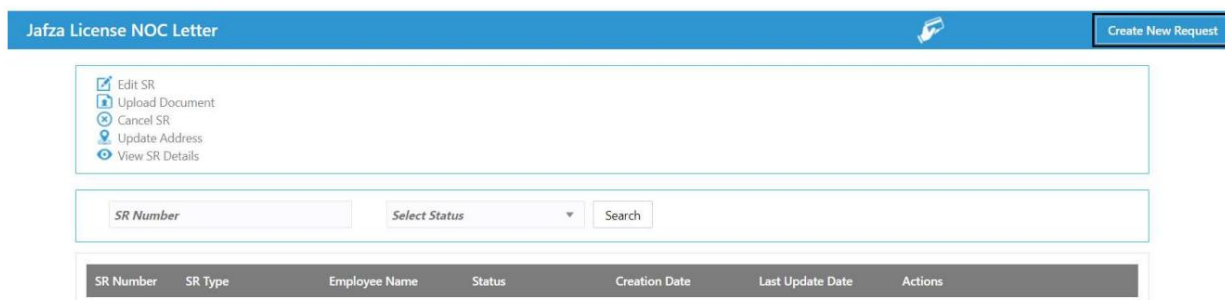 Jafza License NOC Letter Create New Request
Edit SR
Upload Document
Cancel SR
Update Address
View SR Details
SR Number Select Status Search
SR Number SR Type Employee Name Status Creation Date Last Update Date Actions